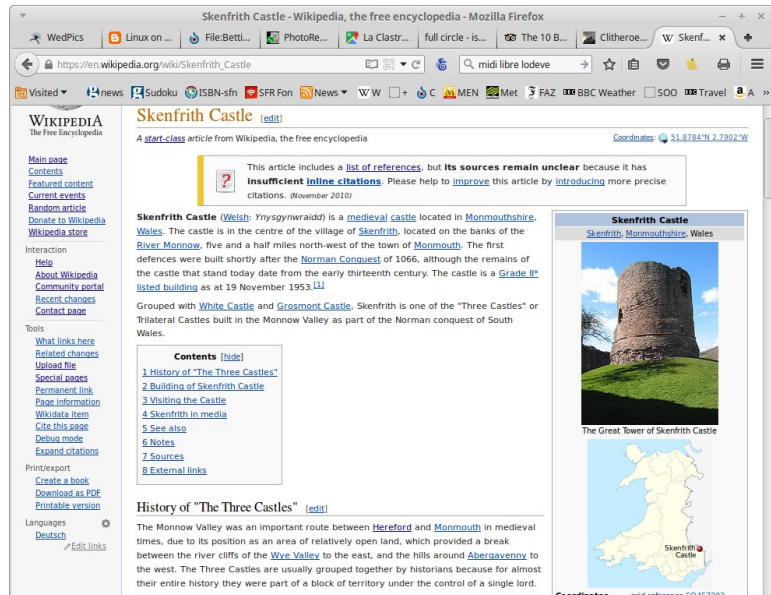 Skenfrith Castle - Wikipedia, the free encyclopedia - Mozilla Firefox
WedPics
Linux on ...
File:Betti...
PhotoRe...
La Clastr...
full circle - is...
The 10 B...
Clitheroe...
W Skenf...
https://en.wikipedia.org/wiki/Skenfrith_Castle
midi libre lodeve
Visited
news
Sudoku
ISBN-sfn
SFR Fon
News
W W
+
C
MEN
Met
FAZ
BBC Weather
SOO
Travel
A
»
WIKIPEDIA
The Free Encyclopedia
Main page
Contents
Featured content
Current events
Random article
Donate to Wikipedia
Wikipedia store
Interaction
Help
About Wikipedia
Community portal
Recent changes
Contact page
Tools
What links here
Related changes
Upload file
Special pages
Permanent link
Page information
Wikidata item
Cite this page
Debug mode
Expand citations
Print/export
Create a book
Download as PDF
Printable version
Languages
Deutsch
Edit links
Skenfrith Castle [edit]
A start-class article from Wikipedia, the free encyclopedia
Coordinates: 51.8784°N 2.7902°W
This article includes a list of references, but its sources remain unclear because it has
insufficient inline citations. Please help to improve this article by introducing more precise
citations. (November 2010)
Skenfrith Castle (Welsh: Ynysgynwraidd) is a medieval castle located in Monmouthshire,
Wales. The castle is in the centre of the village of Skenfrith, located on the banks of the
River Monnow, five and a half miles north-west of the town of Monmouth. The first
defences were built shortly after the Norman Conquest of 1066, although the remains of
the castle that stand today date from the early thirteenth century. The castle is a Grade II*
listed building as at 19 November 1953.[1]
Grouped with White Castle and Grosmont Castle, Skenfrith is one of the "Three Castles" or
Trilateral Castles built in the Monnow Valley as part of the Norman conquest of South
Wales.
Contents [hide]
1 History of "The Three Castles"
2 Building of Skenfrith Castle
3 Visiting the Castle
4 Skenfrith in media
5 See also
6 Notes
7 Sources
8 External links
History of "The Three Castles" [edit]
The Monnow Valley was an important route between Hereford and Monmouth in medieval
times, due to its position as an area of relatively open land, which provided a break
between the river cliffs of the Wye Valley to the east, and the hills around Abergavenny to
the west. The Three Castles are usually grouped together by historians because for almost
their entire history they were part of a block of territory under the control of a single lord.
Skenfrith Castle
Skenfrith, Monmouthshire, Wales
The Great Tower of Skenfrith Castle
Skenfrith
Castle
Coordinates grid reference SO457202